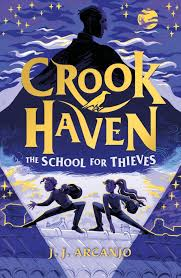 CROOK
HAVEN
THE SCHOOL FOR THIEVES
J. J. ARCANJO